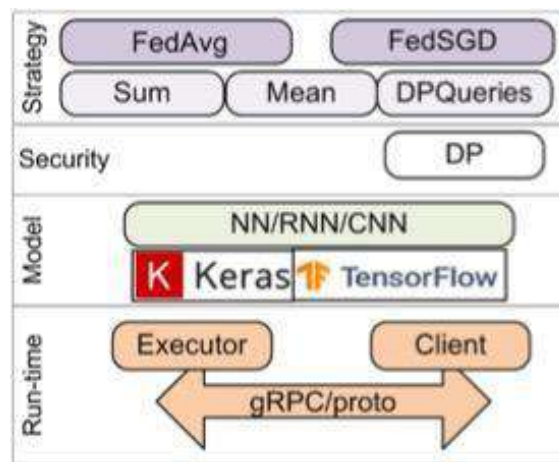 Strategy
FedAvg FedSGD
Sum Mean DPQueries
Security
DP
Model
NN/RNN/CNN
K Keras TensorFlow
Run-time
Executor Client
gRPC/proto